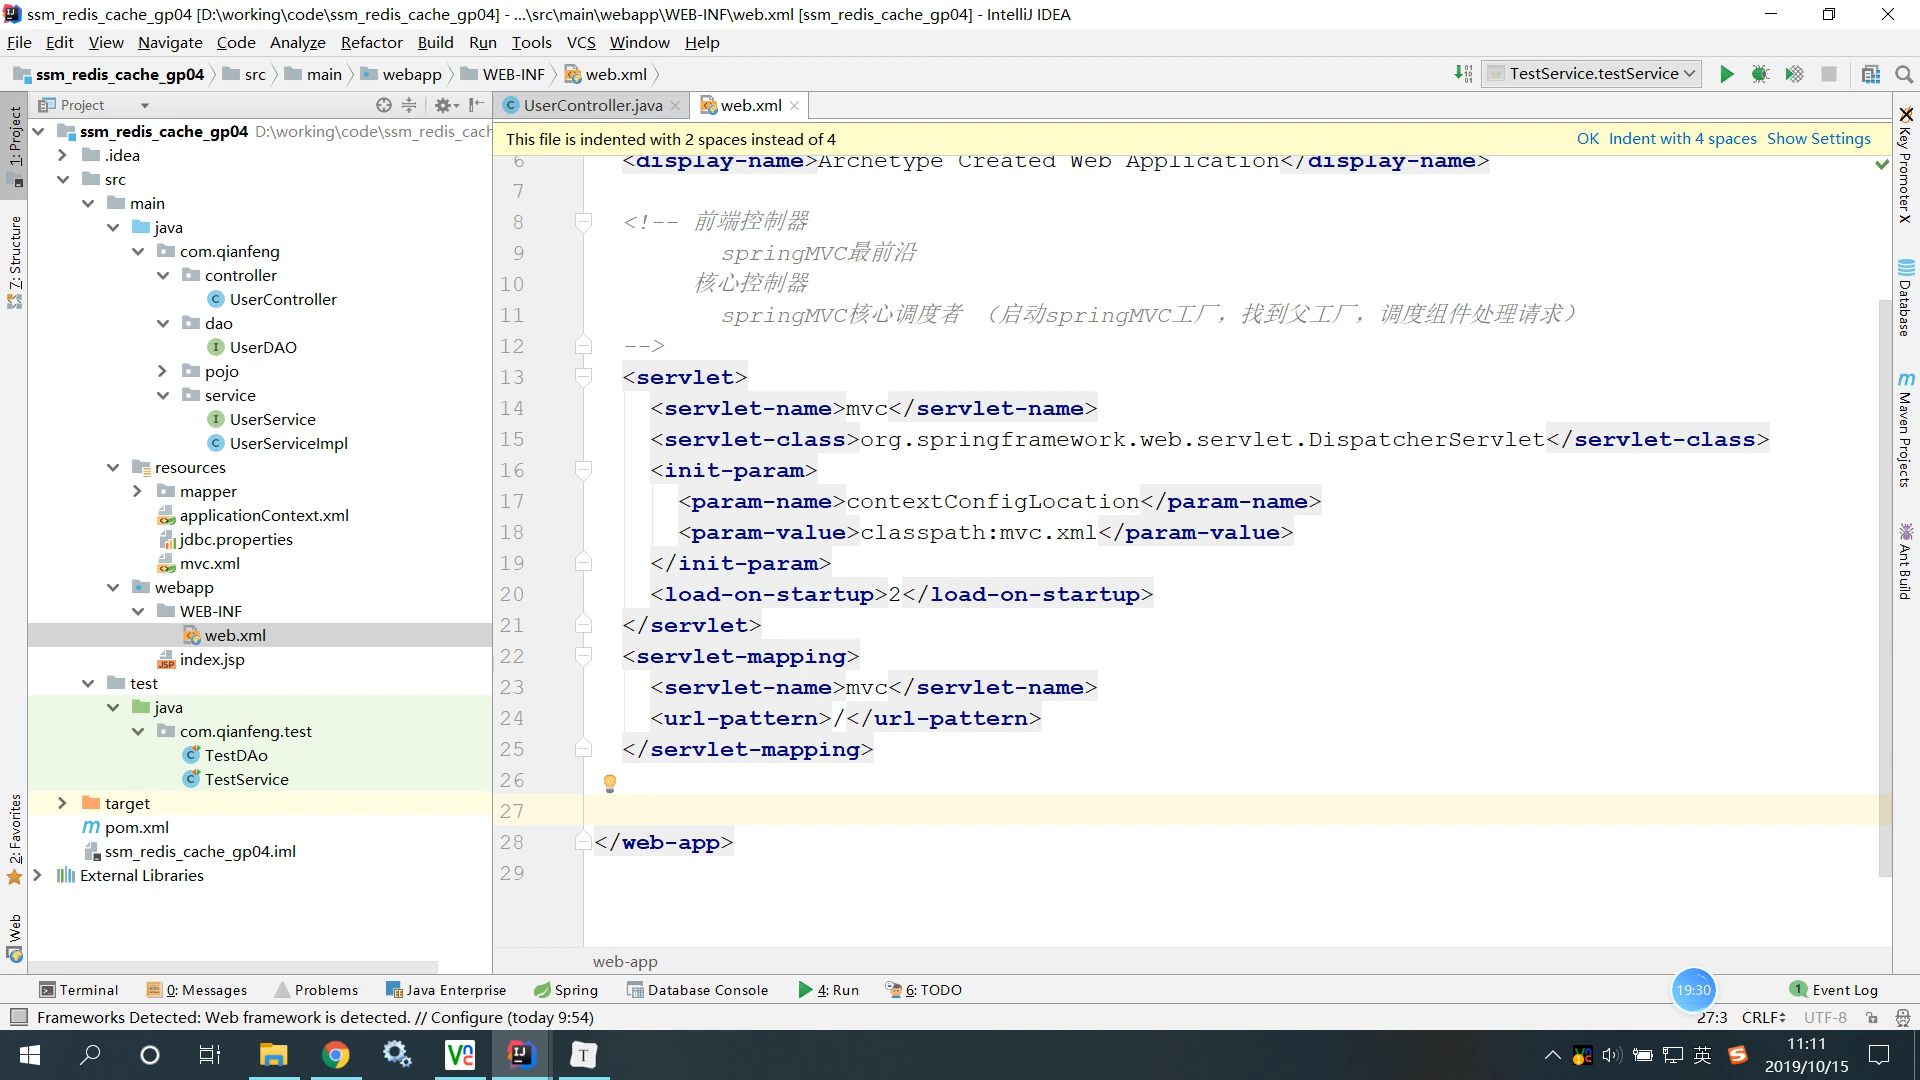 ssm_redis_cache_gp04 [D:\working\code\ssm_redis_cache_gp04] - ...\src\main\webapp\WEB-INF\web.xml [ssm_redis_cache_gp04] - IntelliJ IDEA
File Edit View Navigate Code Analyze Refactor Build Run Tools VCS Window Help
ssm_redis_cache_gp04 src main webapp WEB-INF web.xml TestService.testService
Project UserController.java web.xml
This file is indented with 2 spaces instead of 4 OK Indent with 4 spaces Show Settings
1: Project
7: Structure
2: Favorites
Web
ssm_redis_cache_gp04 D:\working\code\ssm_redis_cach
.idea
src
main
java
com.qianfeng
controller
UserController
dao
UserDAO
pojo
service
UserService
UserServiceImpl
resources
mapper
applicationContext.xml
jdbc.properties
mvc.xml
webapp
WEB-INF
web.xml
index.jsp
test
java
com.qianfeng.test
TestDAo
TestService
target
pom.xml
ssm_redis_cache_gp04.iml
External Libraries
6 <display-name>Archetype Created Web Application</display-name>
7
8 <!-- 前端控制器
9 springMVC最前沿
10 核心控制器
11 springMVC核心调度者 （启动springMVC工厂，找到父工厂，调度组件处理请求）
12 -->
13 <servlet>
14 <servlet-name>mvc</servlet-name>
15 <servlet-class>org.springframework.web.servlet.DispatcherServlet</servlet-class>
16 <init-param>
17 <param-name>contextConfigLocation</param-name>
18 <param-value>classpath:mvc.xml</param-value>
19 </init-param>
20 <load-on-startup>2</load-on-startup>
21 </servlet>
22 <servlet-mapping>
23 <servlet-name>mvc</servlet-name>
24 <url-pattern>/</url-pattern>
25 </servlet-mapping>
26
27
28 </web-app>
29
web-app
Key Promoter X
Database
Maven Projects
Ant Build
Terminal 0: Messages Problems Java Enterprise Spring Database Console 4: Run 6: TODO 19:30 1 Event Log
Frameworks Detected: Web framework is detected. // Configure (today 9:54) 27:3 CRLF UTF-8
英 11:11
2019/10/15